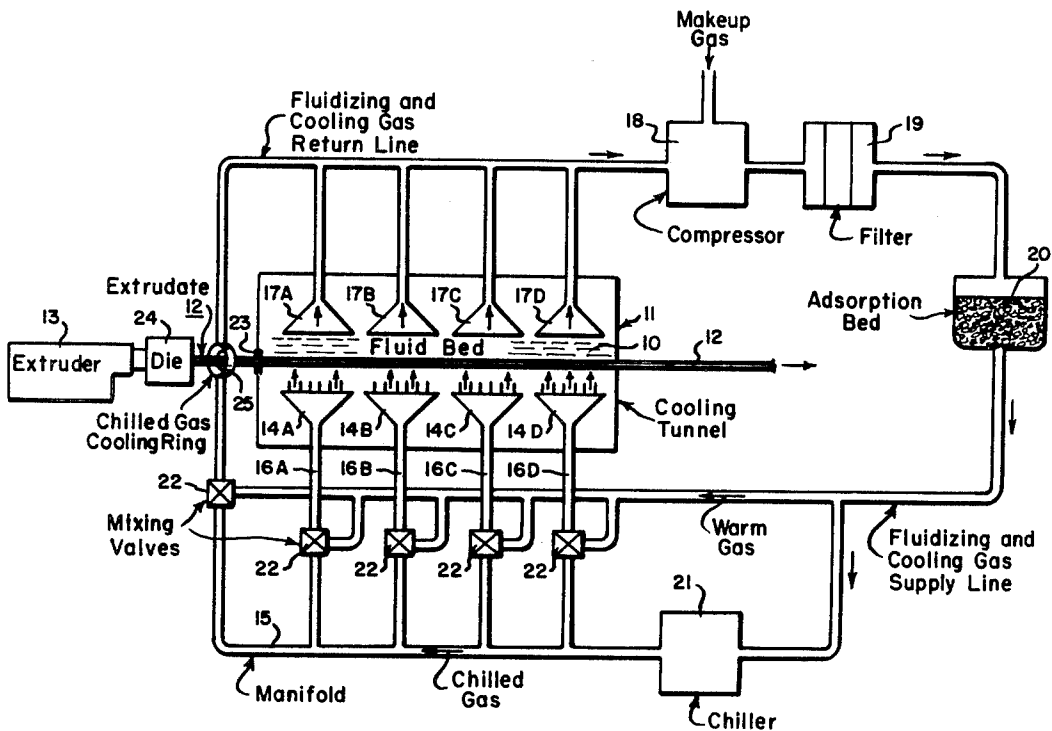 Makeup
Gas
Fluidizing and
Cooling Gas
Return Line
18
19
Compressor
Filter
20
Adsorption
Bed
Extrudate
12
13
24
23
17A
17B
17C
17D
11
Extruder
Die
Fluid Bed
10
12
25
Chilled Gas
Cooling Ring
14A
14B
14C
14D
Cooling
Tunnel
16A
16B
16C
16D
22
Mixing
Valves
22
22
22
22
Warm
Gas
Fluidizing and
Cooling Gas
Supply Line
15
21
Manifold
Chilled
Gas
Chiller